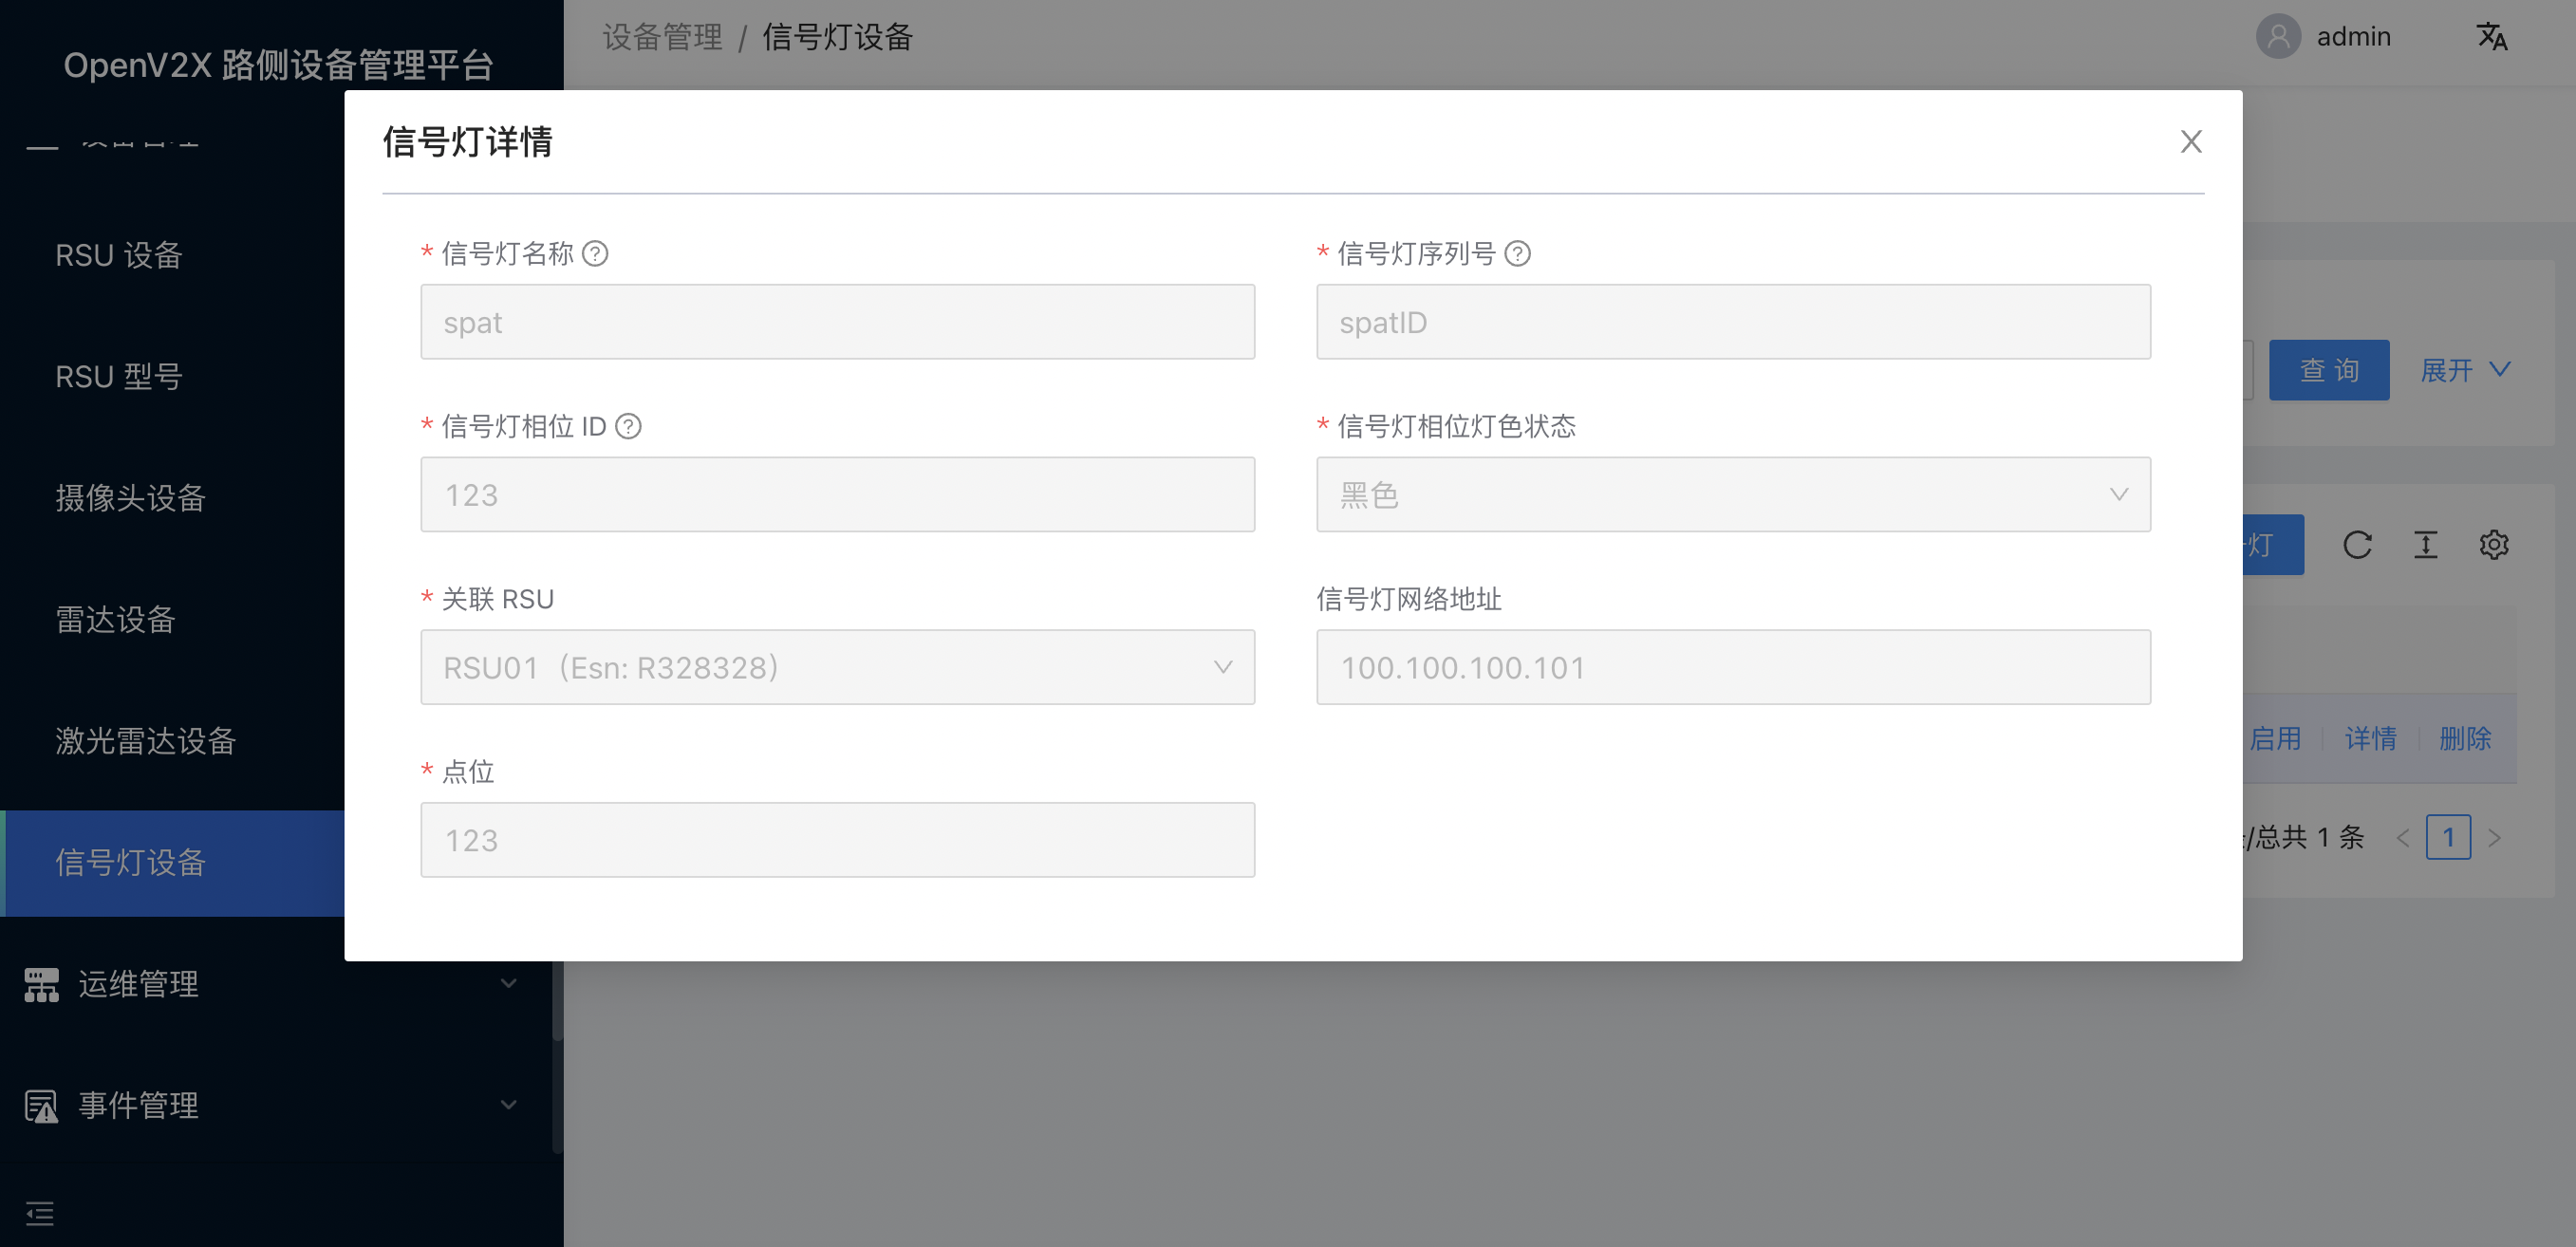 OpenV2X 路侧设备管理平台
设备管理 / 信号灯设备
admin
设备管理
RSU 设备
RSU 型号
摄像头设备
雷达设备
激光雷达设备
信号灯设备
运维管理
事件管理
信号灯详情
* 信号灯名称
spat
* 信号灯序列号
spatID
* 信号灯相位 ID
123
* 信号灯相位灯色状态
黑色
* 关联 RSU
RSU01（Esn: R328328）
信号灯网络地址
100.100.100.101
* 点位
123
查 询 展开
灯
启用 详情 删除
/总共 1 条 < 1 >